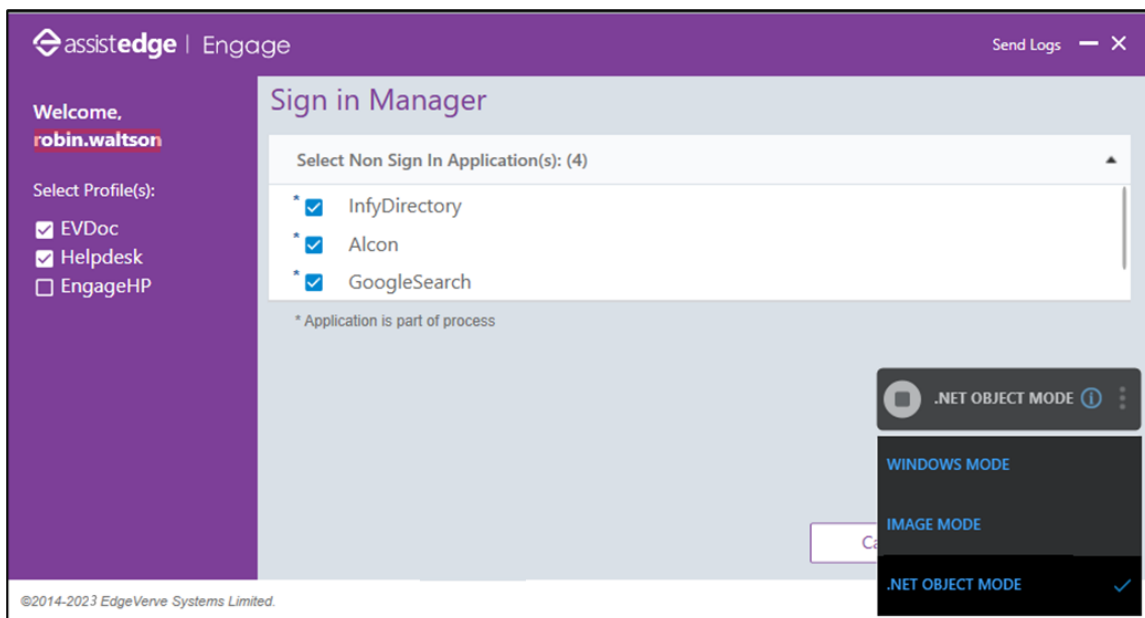 assistedge | Engage
Send Logs
Welcome,
robin.waltson
Select Profile(s):
EVDoc
Helpdesk
EngageHP
Sign in Manager
Select Non Sign In Application(s): (4)
* InfyDirectory
* Alcon
* GoogleSearch
* Application is part of process
.NET OBJECT MODE
WINDOWS MODE
IMAGE MODE
.NET OBJECT MODE
©2014-2023 EdgeVerve Systems Limited.